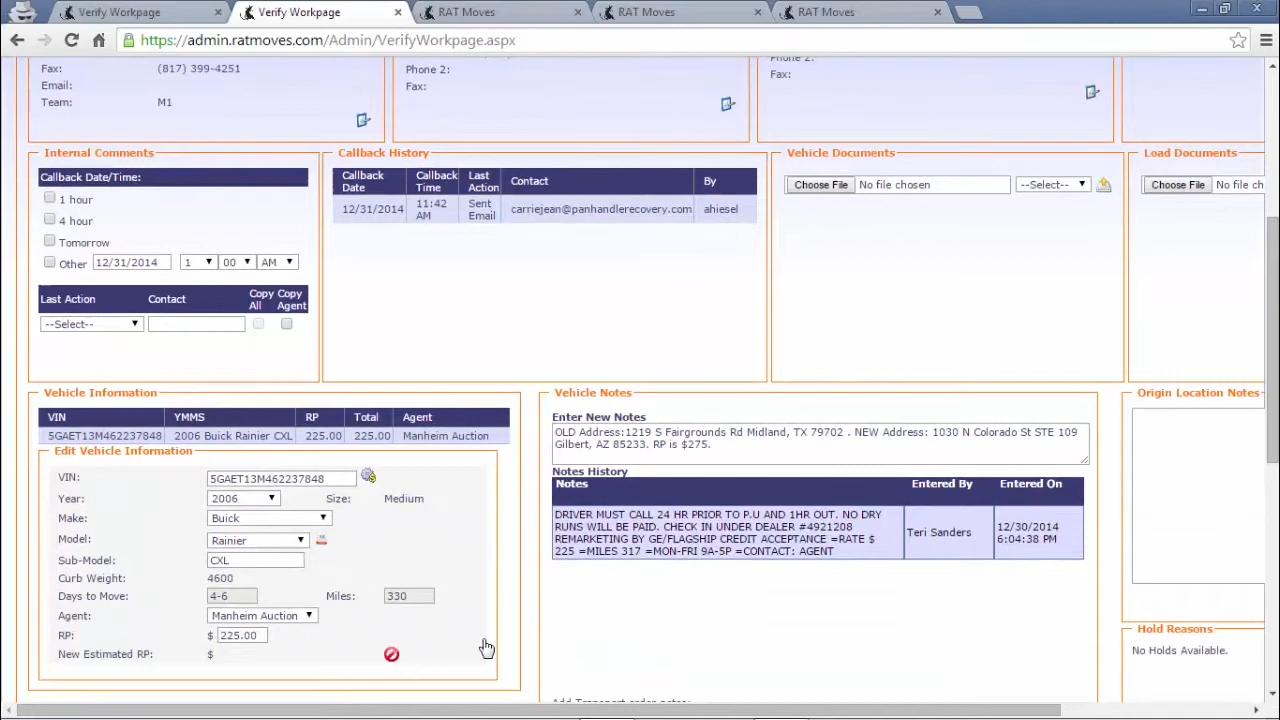 Verify Workpage
Verify Workpage
RAT Moves
RAT Moves
RAT Moves
https://admin.ratmoves.com/Admin/VerifyWorkpage.aspx
Fax: (817) 399-4251
Email:
Team: M1
Phone 2:
Fax:
Phone 2:
Fax:
Internal Comments
Callback Date/Time:
1 hour
4 hour
Tomorrow
Other 12/31/2014 1 00 AM
Last Action Contact Copy All Copy Agent
--Select--
Callback History
Callback Date Callback Time Last Action Contact By
12/31/2014 11:42 AM Sent Email carriejean@panhandlerecovery.com ahiesel
Vehicle Documents
Choose File No file chosen --Select--
Load Documents
Choose File No file ch
Vehicle Information
VIN YMMS RP Total Agent
5GAET13M462237848 2006 Buick Rainier CXL 225.00 225.00 Manheim Auction
Edit Vehicle Information
VIN: 5GAET13M462237848
Year: 2006 Size: Medium
Make: Buick
Model: Rainier
Sub-Model: CXL
Curb Weight: 4600
Days to Move: 4-6 Miles: 330
Agent: Manheim Auction
RP: $ 225.00
New Estimated RP: $
Vehicle Notes
Enter New Notes
OLD Address:1219 S Fairgrounds Rd Midland, TX 79702 . NEW Address: 1030 N Colorado St STE 109
Gilbert, AZ 85233. RP is $275.
Notes History
Notes Entered By Entered On
DRIVER MUST CALL 24 HR PRIOR TO P.U AND 1HR OUT. NO DRY
RUNS WILL BE PAID. CHECK IN UNDER DEALER #4921208
REMARKETING BY GE/FLAGSHIP CREDIT ACCEPTANCE =RATE $
225 =MILES 317 =MON-FRI 9A-5P =CONTACT: AGENT
Teri Sanders
12/30/2014
6:04:38 PM
Add Transport order notes:
Origin Location Notes
Hold Reasons
No Holds Available.